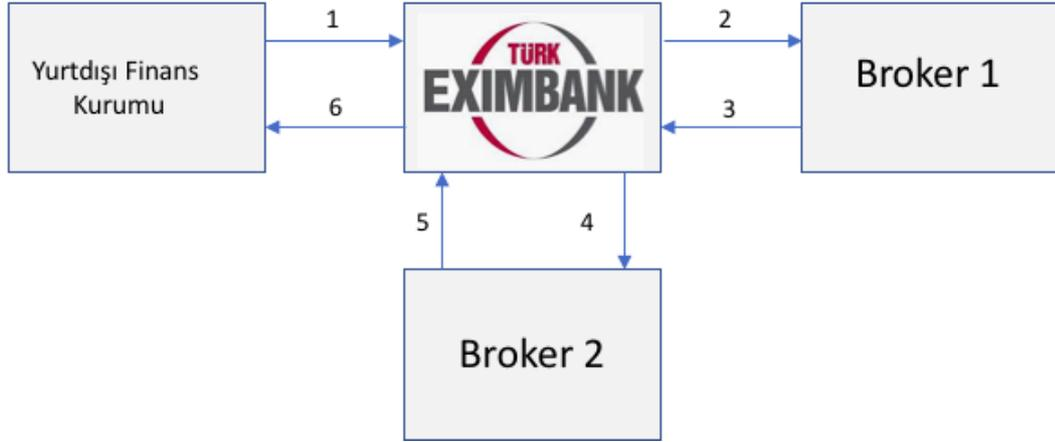 1
2
Yurtdışı Finans
Kurumu
TÜRK
EXIMBANK
Broker 1
6
3
5
4
Broker 2